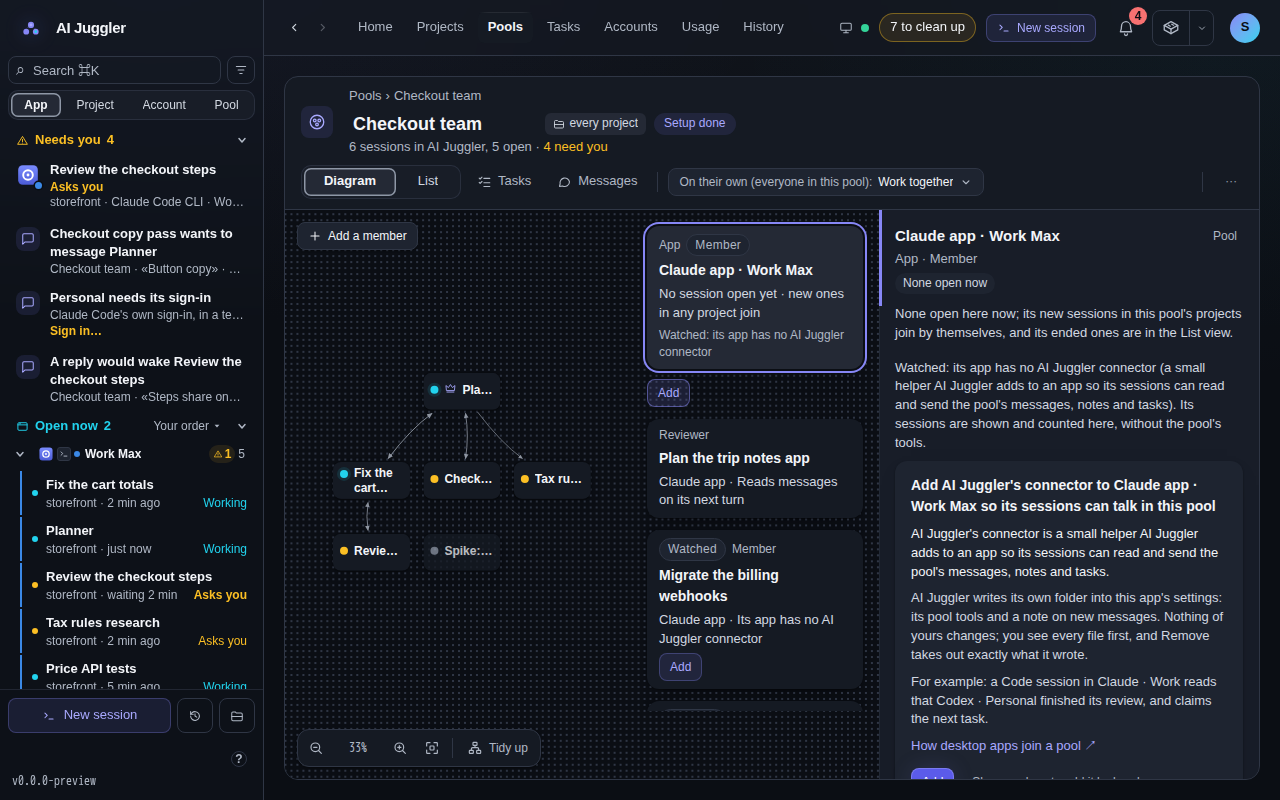 AI Juggler
Search ⌘K
App
Project
Account
Pool
Needs you 4
Review the checkout steps
Asks you
storefront · Claude Code CLI · Wo…
Checkout copy pass wants to
message Planner
Checkout team · «Button copy» · …
Personal needs its sign-in
Claude Code's own sign-in, in a te…
Sign in…
A reply would wake Review the
checkout steps
Checkout team · «Steps share on…
Open now 2
Your order
Work Max
1 5
Fix the cart totals
storefront · 2 min ago
Working
Planner
storefront · just now
Working
Review the checkout steps
storefront · waiting 2 min
Asks you
Tax rules research
storefront · 2 min ago
Asks you
Price API tests
storefront · 5 min ago
Working
New session
?
v0.0.0-preview
Home
Projects
Pools
Tasks
Accounts
Usage
History
7 to clean up
New session
4
S
Pools › Checkout team
Checkout team
every project
Setup done
6 sessions in AI Juggler, 5 open · 4 need you
Diagram
List
Tasks
Messages
On their own (everyone in this pool): Work together
Add a member
Pla…
Fix the
cart…
Check…
Tax ru…
Revie…
Spike:…
App
Member
Claude app · Work Max
No session open yet · new ones
in any project join
Watched: its app has no AI Juggler
connector
Add
Reviewer
Plan the trip notes app
Claude app · Reads messages
on its next turn
Watched
Member
Migrate the billing
webhooks
Claude app · Its app has no AI
Juggler connector
Add
33%
Tidy up
Claude app · Work Max
Pool
App · Member
None open now
None open here now; its new sessions in this pool's projects
join by themselves, and its ended ones are in the List view.
Watched: its app has no AI Juggler connector (a small
helper AI Juggler adds to an app so its sessions can read
and send the pool's messages, notes and tasks). Its
sessions are shown and counted here, without joining its
tools.
Add AI Juggler's connector to Claude app ·
Work Max so its sessions can talk in this pool
AI Juggler's connector is a small helper AI Juggler
adds to an app so its sessions can read and send the
pool's messages, notes and tasks.
AI Juggler writes its own folder into this app's settings:
its pool tools and a note on new messages. Nothing of
yours changes; you see every file first, and Remove
takes out exactly what it wrote.
For example: a Code session in Claude · Work reads
that Codex · Personal finished its review, and claims
the next task.
How desktop apps join a pool ↗